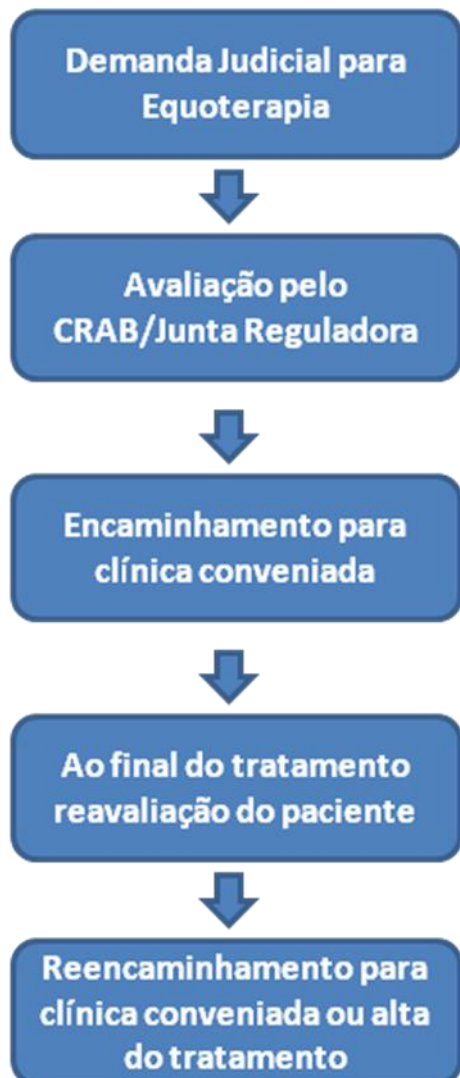 Demanda Judicial para
Equoterapia
Avaliação pelo
CRAB/Junta Reguladora
Encaminhamento para
clínica conveniada
Ao final do tratamento
reavaliação do paciente
Reencaminhamento para
clínica conveniada ou alta
do tratamento